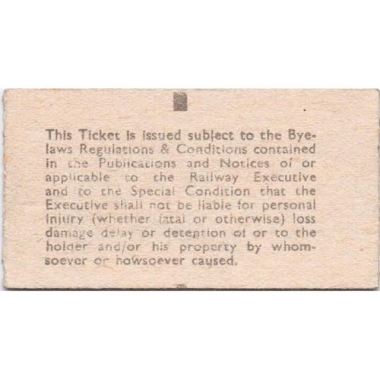 This Ticket is issued subject to the Bye-
laws Regulations & Conditions contained
in the Publications and Notices of or
applicable to the Railway Executive
and to the Special Condition that the
Executive shall not be liable for personal
injury (whether fatal or otherwise) loss
damage delay or detention of or to the
holder and/or his property by whom-
soever or howsoever caused.